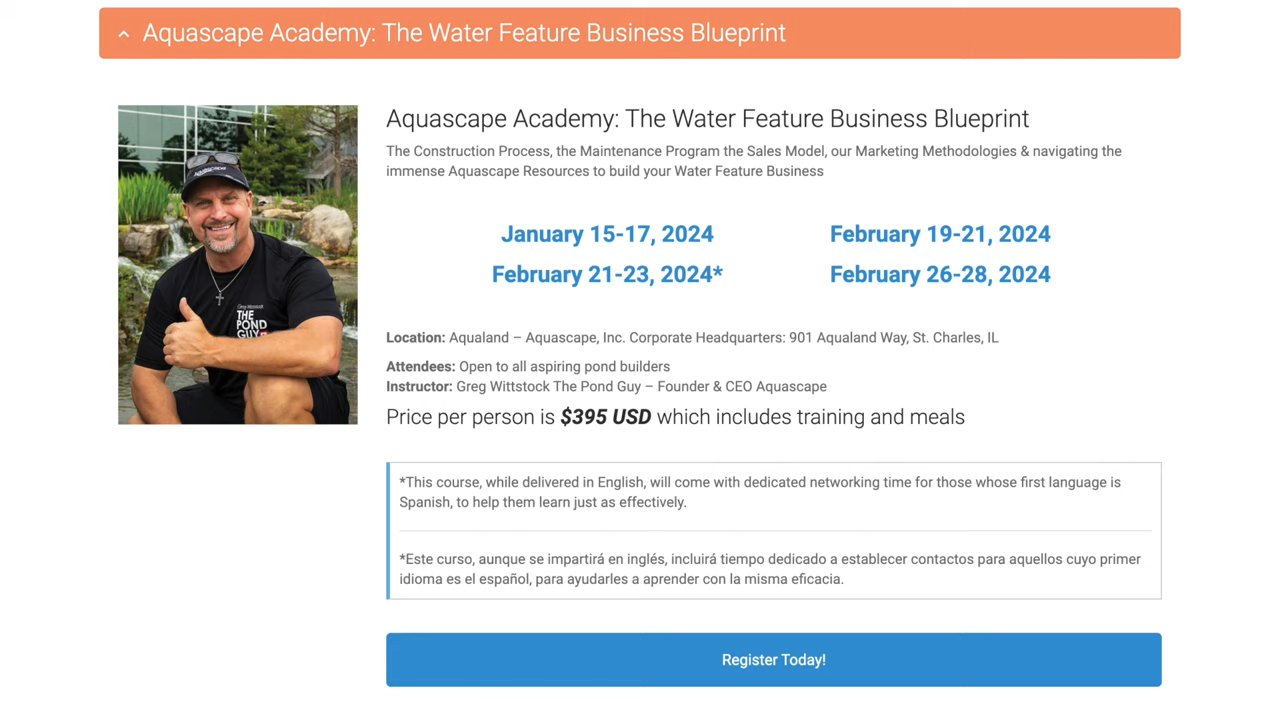 Aquascape Academy: The Water Feature Business Blueprint
Aquascape Academy: The Water Feature Business Blueprint
The Construction Process, the Maintenance Program the Sales Model, our Marketing Methodologies & navigating the
immense Aquascape Resources to build your Water Feature Business
January 15-17, 2024 February 19-21, 2024
February 21-23, 2024* February 26-28, 2024
Location: Aqualand – Aquascape, Inc. Corporate Headquarters: 901 Aqualand Way, St. Charles, IL
Attendees: Open to all aspiring pond builders
Instructor: Greg Wittstock The Pond Guy – Founder & CEO Aquascape
Price per person is $395 USD which includes training and meals
*This course, while delivered in English, will come with dedicated networking time for those whose first language is
Spanish, to help them learn just as effectively.
*Este curso, aunque se impartirá en inglés, incluirá tiempo dedicado a establecer contactos para aquellos cuyo primer
idioma es el español, para ayudarles a aprender con la misma eficacia.
Register Today!
THE
POND
GUY